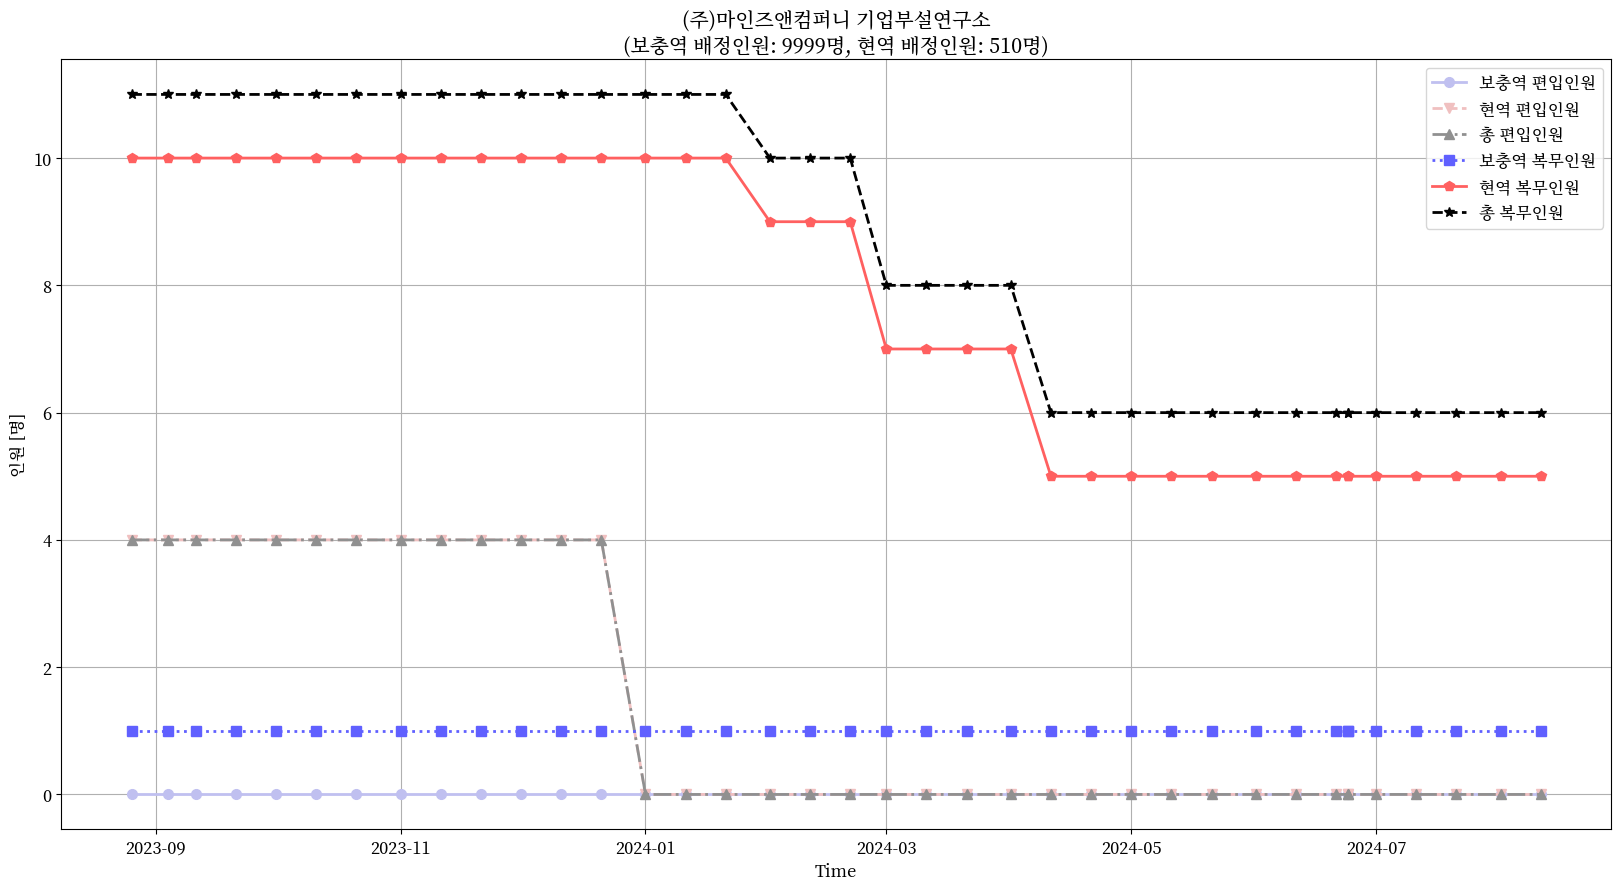 (주)마인즈앤컴퍼니 기업부설연구소
(보충역 배정인원: 9999명, 현역 배정인원: 510명)
보충역 편입인원
현역 편입인원
총 편입인원
보충역 복무인원
현역 복무인원
총 복무인원
인원 [명]
10
8
6
4
2
0
2023-09
2023-11
2024-01
2024-03
2024-05
2024-07
Time